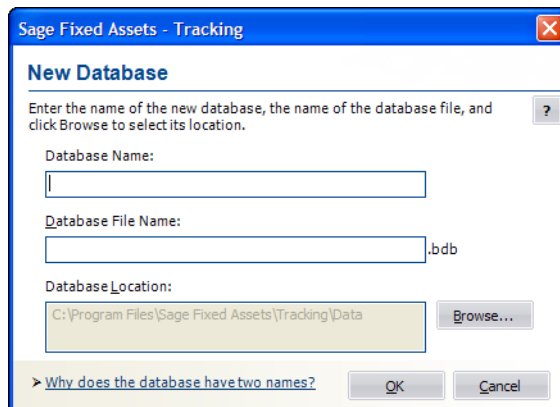 Sage Fixed Assets - Tracking
New Database
Enter the name of the new database, the name of the database file, and
click Browse to select its location.
?
Database Name:
Database File Name:
.bdb
Database Location:
C:\Program Files\Sage Fixed Assets\Tracking\Data
Browse...
Why does the database have two names?
OK
Cancel